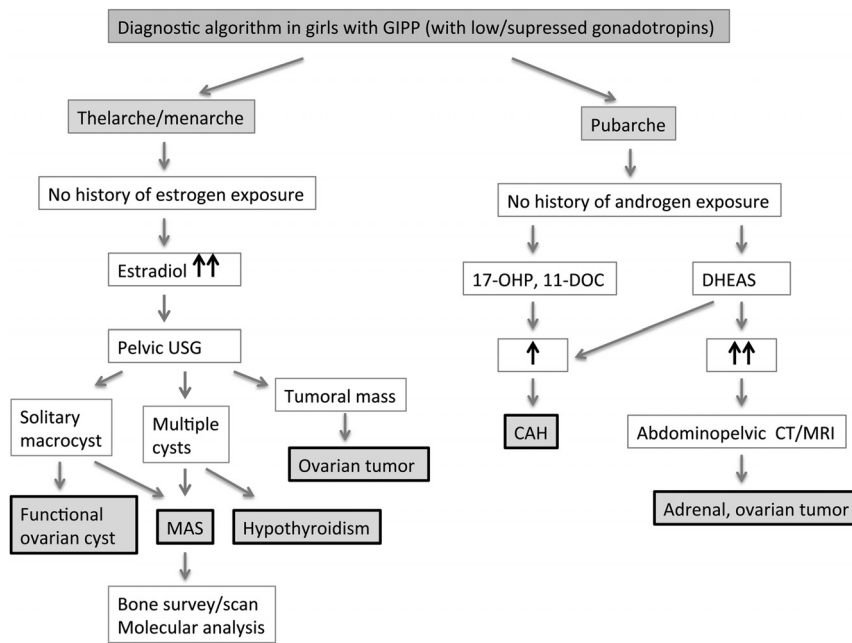 Diagnostic algorithm in girls with GIPP (with low/supressed gonadotropins)
Thelarche/menarche
Pubarche
No history of estrogen exposure
No history of androgen exposure
Estradiol ↑↑
17-OHP, 11-DOC
DHEAS
Pelvic USG
↑
↑↑
Solitary
macrocyst
Multiple
cysts
Tumoral mass
CAH
Abdominopelvic CT/MRI
Ovarian tumor
Functional
ovarian cyst
MAS
Hypothyroidism
Adrenal, ovarian tumor
Bone survey/scan
Molecular analysis